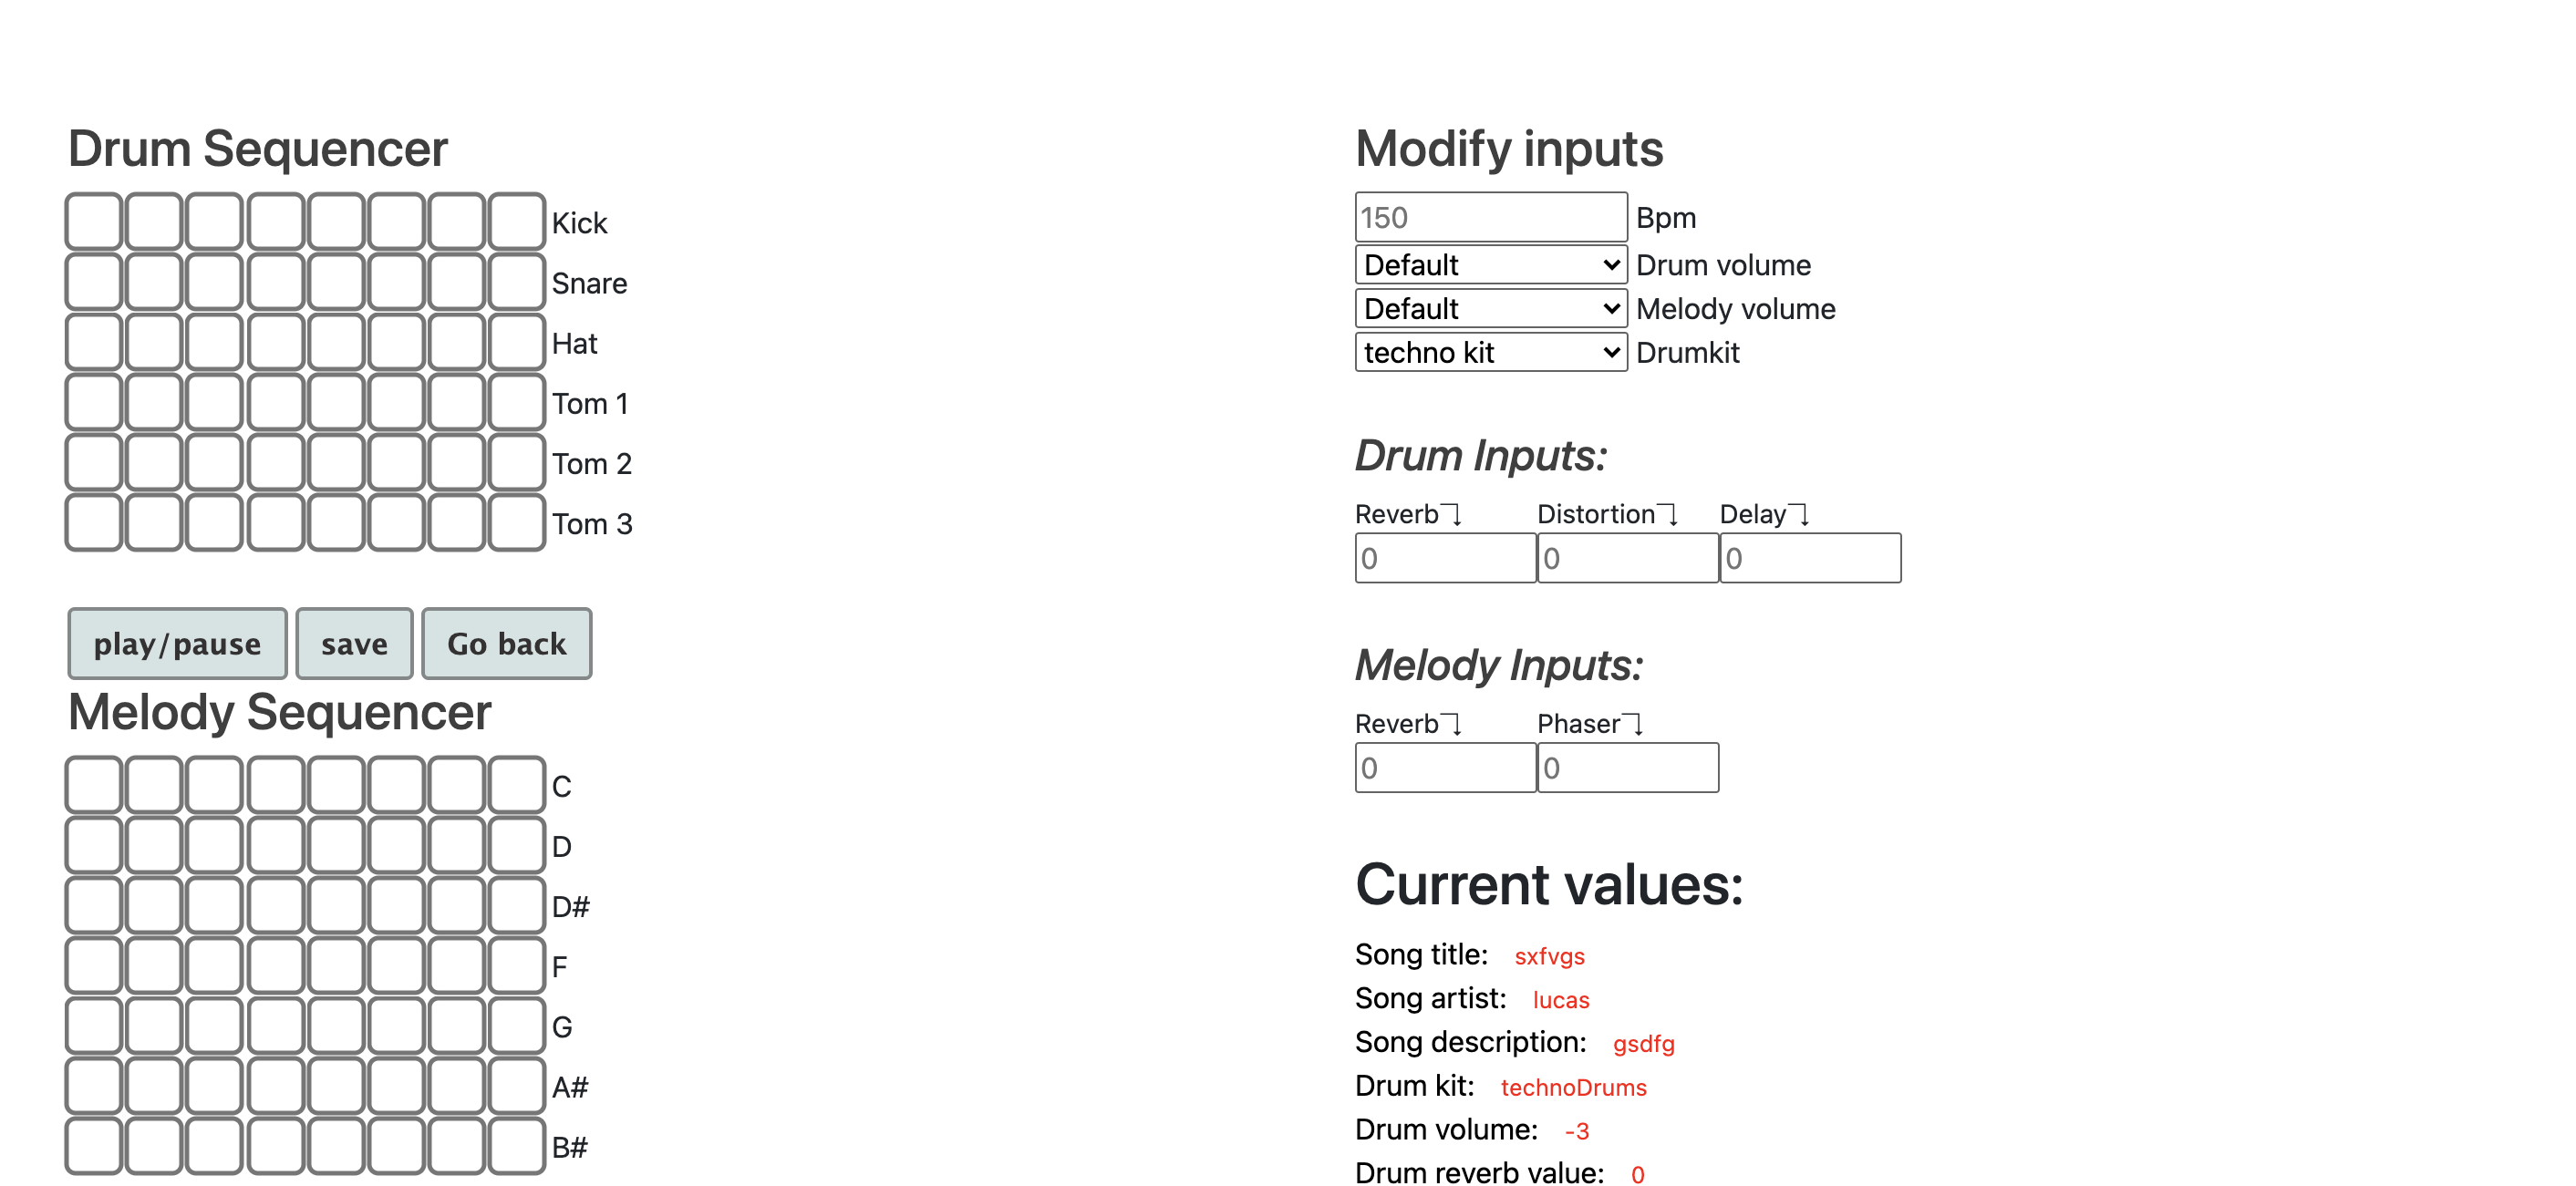 Drum Sequencer
Kick
Snare
Hat
Tom 1
Tom 2
Tom 3
play/pause save Go back
Melody Sequencer
C
D
D#
F
G
A#
B#
Modify inputs
150 Bpm
Default Drum volume
Default Melody volume
techno kit Drumkit
Drum Inputs:
Reverb⤵ Distortion⤵ Delay⤵
0 0 0
Melody Inputs:
Reverb⤵ Phaser⤵
0 0
Current values:
Song title: sxfvgs
Song artist: lucas
Song description: gsdfg
Drum kit: technoDrums
Drum volume: -3
Drum reverb value: 0